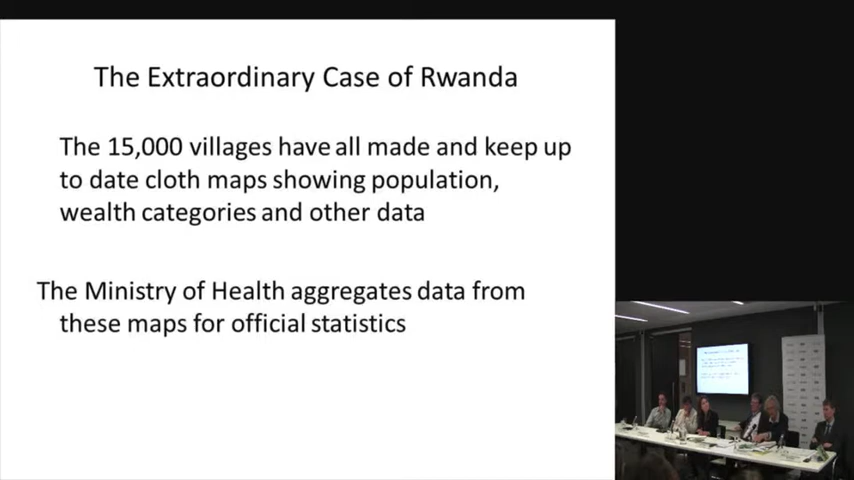 The Extraordinary Case of Rwanda
The 15,000 villages have all made and keep up
to date cloth maps showing population,
wealth categories and other data
The Ministry of Health aggregates data from
these maps for official statistics